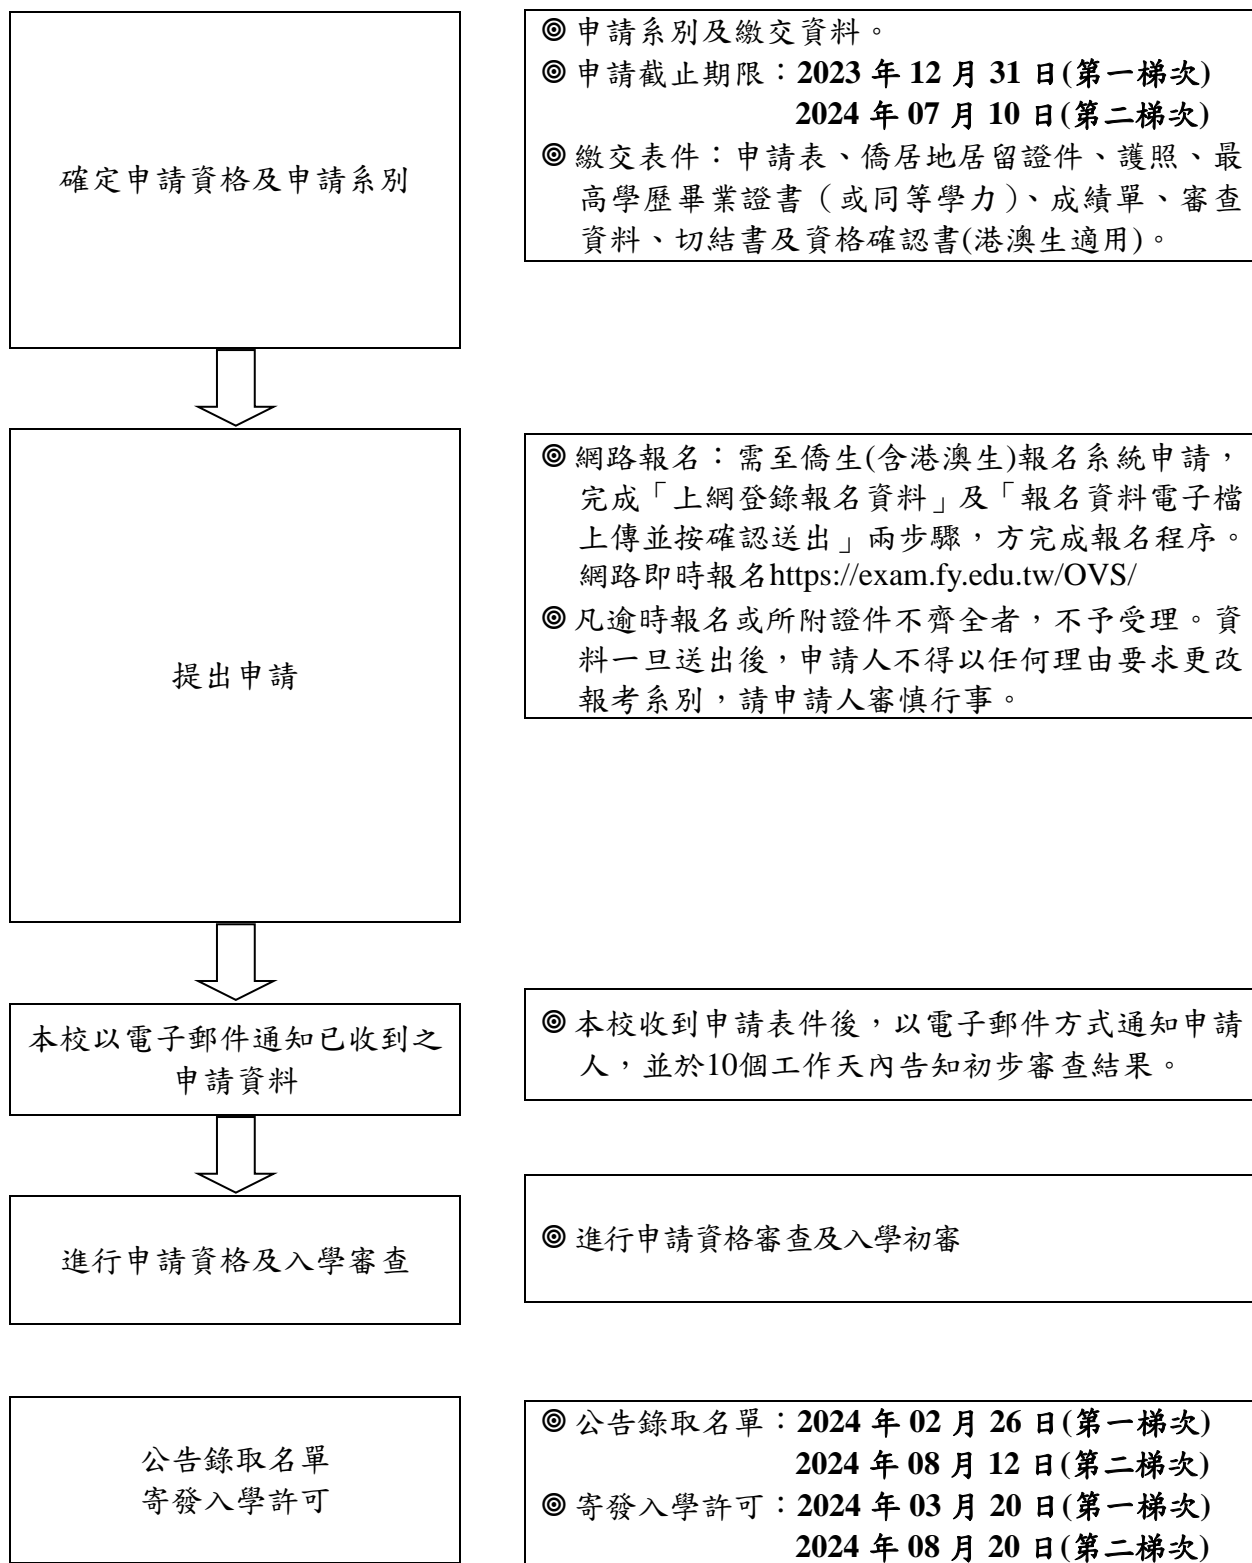 確定申請資格及申請系別
◎申請系別及繳交資料。
◎申請截止期限：2023 年 12 月 31 日(第一梯次)
2024 年 07 月 10 日(第二梯次)
◎繳交表件：申請表、僑居地居留證件、護照、最
高學歷畢業證書（或同等學力)、成績單、審查
資料、切結書及資格確認書(港澳生適用)。
提出申請
◎網路報名：需至僑生(含港澳生)報名系統申請，
完成「上網登錄報名資料」及「報名資料電子檔
上傳並按確認送出」兩步驟，方完成報名程序。
網路即時報名https://exam.fy.edu.tw/OVS/
◎凡逾時報名或所附證件不齊全者，不予受理。資
料一旦送出後，申請人不得以任何理由要求更改
報考系別，請申請人審慎行事。
本校以電子郵件通知已收到之
申請資料
◎本校收到申請表件後，以電子郵件方式通知申請
人，並於10個工作天內告知初步審查結果。
進行申請資格及入學審查
◎進行申請資格審查及入學初審
公告錄取名單
寄發入學許可
◎公告錄取名單：2024 年 02 月 26 日(第一梯次)
2024 年 08 月 12 日(第二梯次)
◎寄發入學許可：2024 年 03 月 20 日(第一梯次)
2024 年 08 月 20 日(第二梯次)